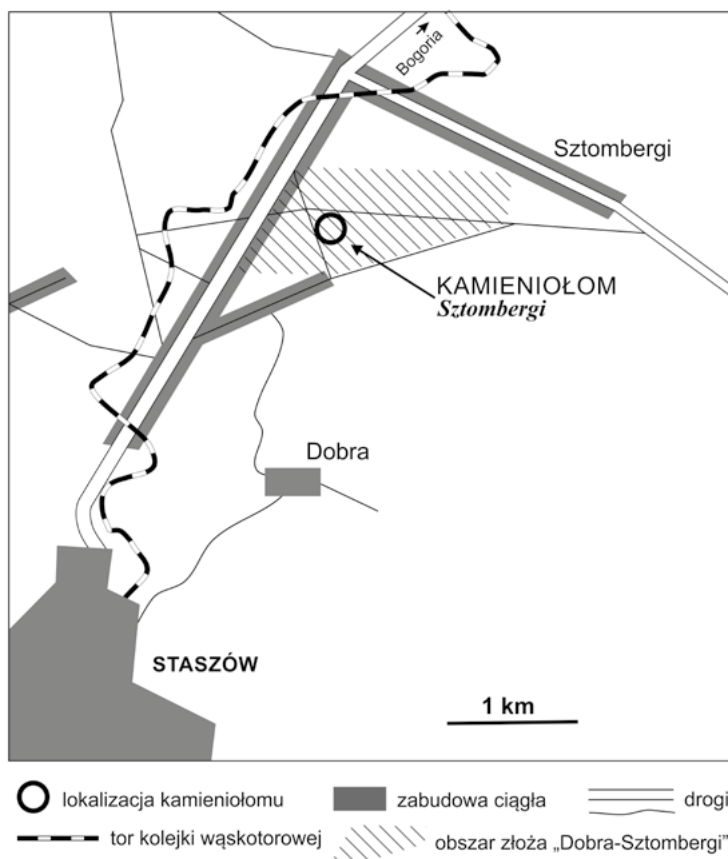 Bogoria
Sztombergi
KAMIENIOŁOM
Sztombergi
Dobra
STASZÓW
1 km
lokalizacja kamieniołomu
zabudowa ciągła
drogi
tor kolejki wąskotorowej
obszar złoża „Dobra-Sztombergi”